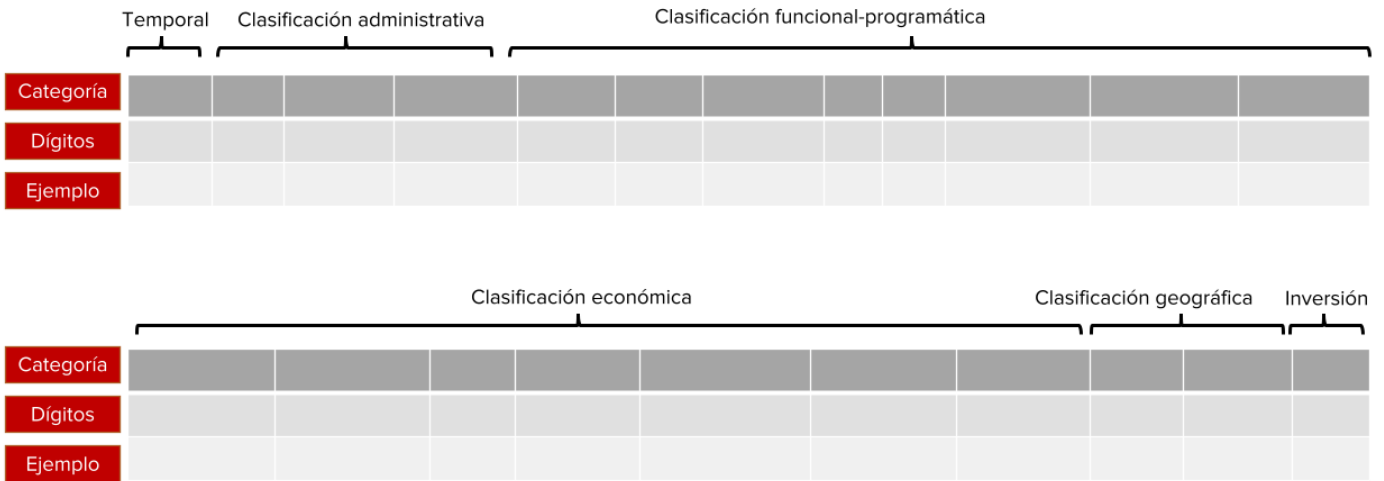 Temporal
Clasificación administrativa
Clasificación funcional-programática
Categoría
Dígitos
Ejemplo
Clasificación económica
Clasificación geográfica
Inversión
Categoría
Dígitos
Ejemplo